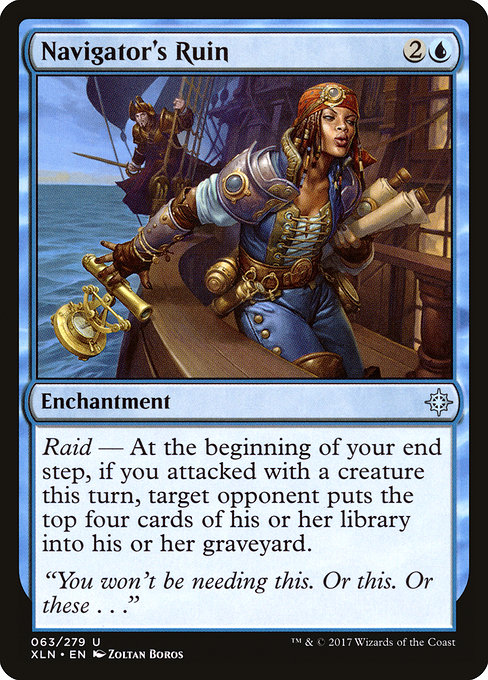 Navigator's Ruin 2
Enchantment
Raid — At the beginning of your end
step, if you attacked with a creature
this turn, target opponent puts the
top four cards of his or her library
into his or her graveyard.
“You won't be needing this. Or this. Or
these . . .”
063/279 U
XLN • EN Zoltan Boros
™ & © 2017 Wizards of the Coast